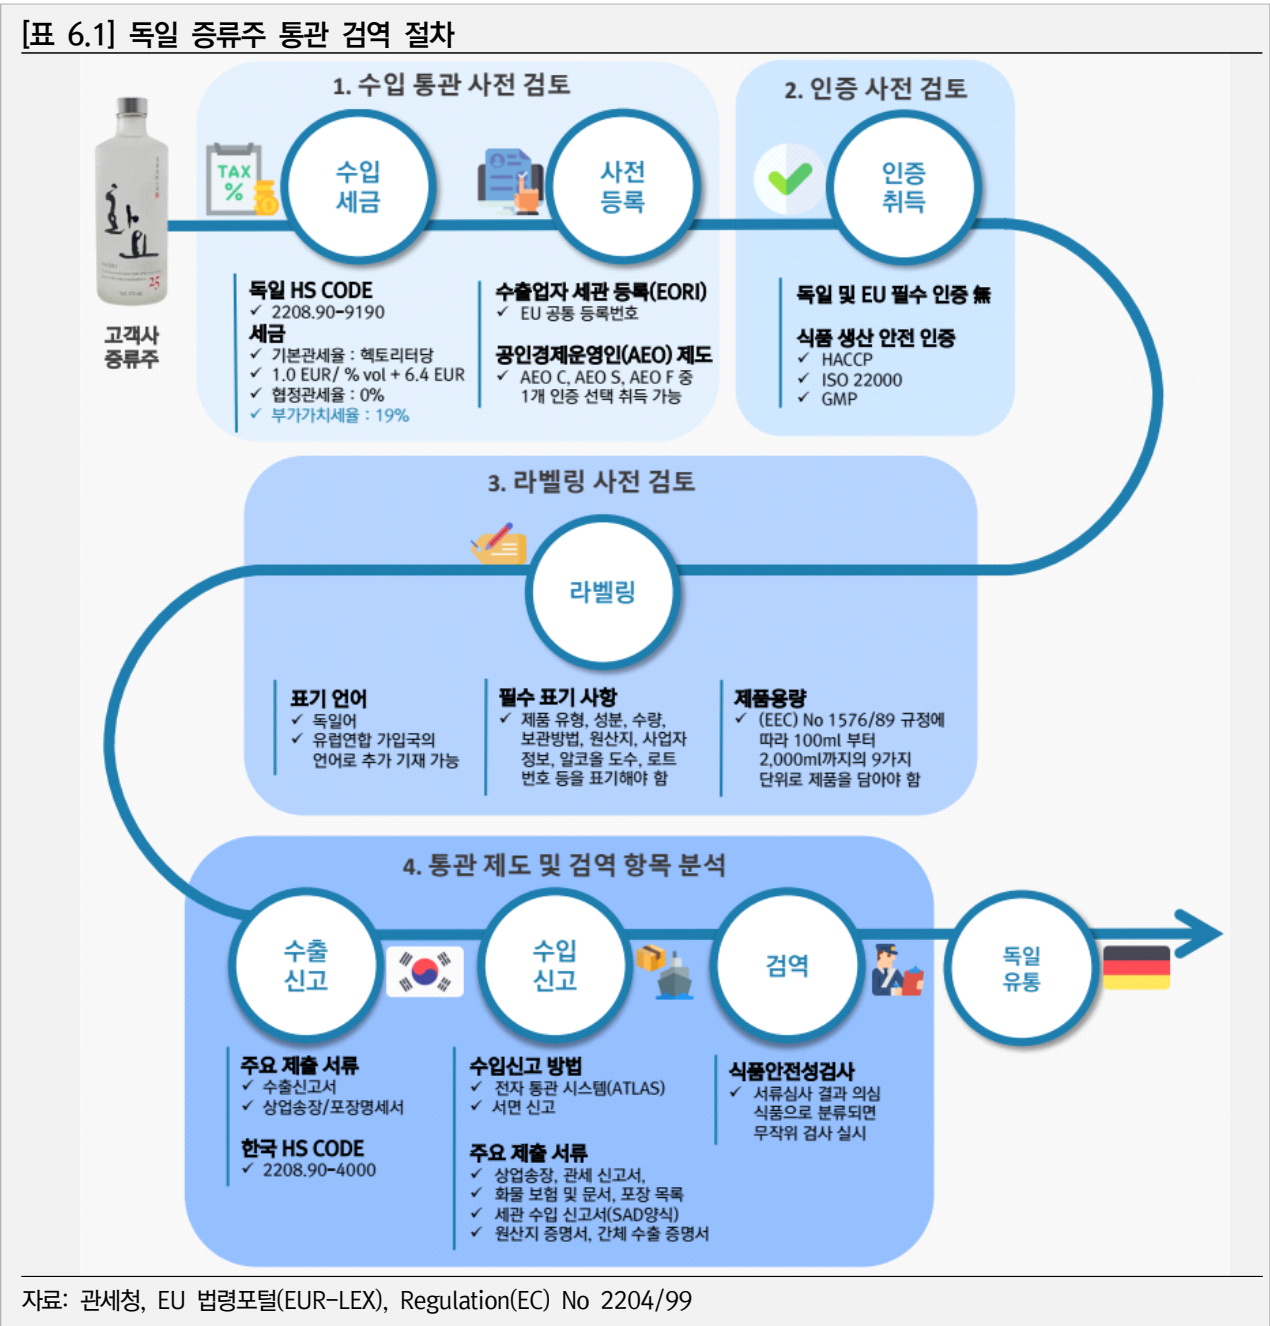 [표 6.1] 독일 증류주 통관 검역 절차
1. 수입 통관 사전 검토
2. 인증 사전 검토
TAX
%
수입
세금
사전
등록
인증
취득
화요
25
고객사
증류주
독일 HS CODE
✓ 2208.90-9190
세금
✓ 기본관세율 : 헥토리터당
✓ 1.0 EUR/ % vol + 6.4 EUR
✓ 협정관세율 : 0%
✓ 부가가치세율 : 19%
수출업자 세관 등록(EORI)
✓ EU 공통 등록번호
공인경제운영인(AEO) 제도
✓ AEO C, AEO S, AEO F 중
1개 인증 선택 취득 가능
독일 및 EU 필수 인증 無
식품 생산 안전 인증
✓ HACCP
✓ ISO 22000
✓ GMP
3. 라벨링 사전 검토
라벨링
표기 언어
✓ 독일어
✓ 유럽연합 가입국의
언어로 추가 기재 가능
필수 표기 사항
✓ 제품 유형, 성분, 수량,
보관방법, 원산지, 사업자
정보, 알코올 도수, 로트
번호 등을 표기해야 함
제품용량
✓ (EEC) No 1576/89 규정에
따라 100ml 부터
2,000ml까지의 9가지
단위로 제품을 담아야 함
4. 통관 제도 및 검역 항목 분석
수출
신고
수입
신고
검역
독일
유통
주요 제출 서류
✓ 수출신고서
✓ 상업송장/포장명세서
한국 HS CODE
✓ 2208.90-4000
수입신고 방법
✓ 전자 통관 시스템(ATLAS)
✓ 서면 신고
주요 제출 서류
✓ 상업송장, 관세 신고서,
✓ 화물 보험 및 문서, 포장 목록
✓ 세관 수입 신고서(SAD양식)
✓ 원산지 증명서, 간체 수출 증명서
식품안전성검사
✓ 서류심사 결과 의심
식품으로 분류되면
무작위 검사 실시
자료: 관세청, EU 법령포털(EUR-LEX), Regulation(EC) No 2204/99